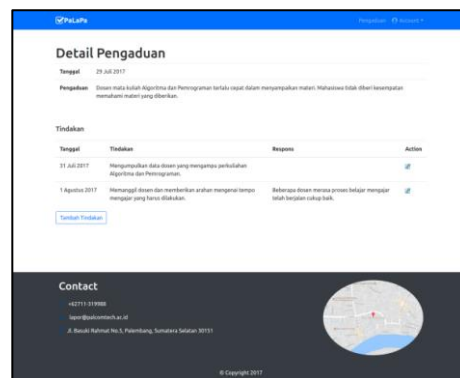 PaLaPa
Pengaduan Account
Detail Pengaduan
Tanggal 29 Juli 2017
Pengaduan Dosen mata kuliah Algoritma dan Pemrograman terlalu cepat dalam menyampaikan materi. Mahasiswa tidak diberi kesempatan
memahami materi yang diberikan.
Tindakan
Tanggal Tindakan Respons Action
31 Juli 2017 Mengumpulkan data dosen yang mengampu perkuliahan
Algoritma dan Pemrograman.
1 Agustus 2017 Memanggil dosen dan memberikan arahan mengenai tempo Beberapa dosen merasa proses belajar mengajar
mengajar yang harus dilakukan. telah berjalan cukup baik.
Tambah Tindakan
Contact
+62711-319988
lapor@palcomtech.ac.id
Jl. Basuki Rahmat No.5, Palembang, Sumatera Selatan 30151
© Copyright 2017